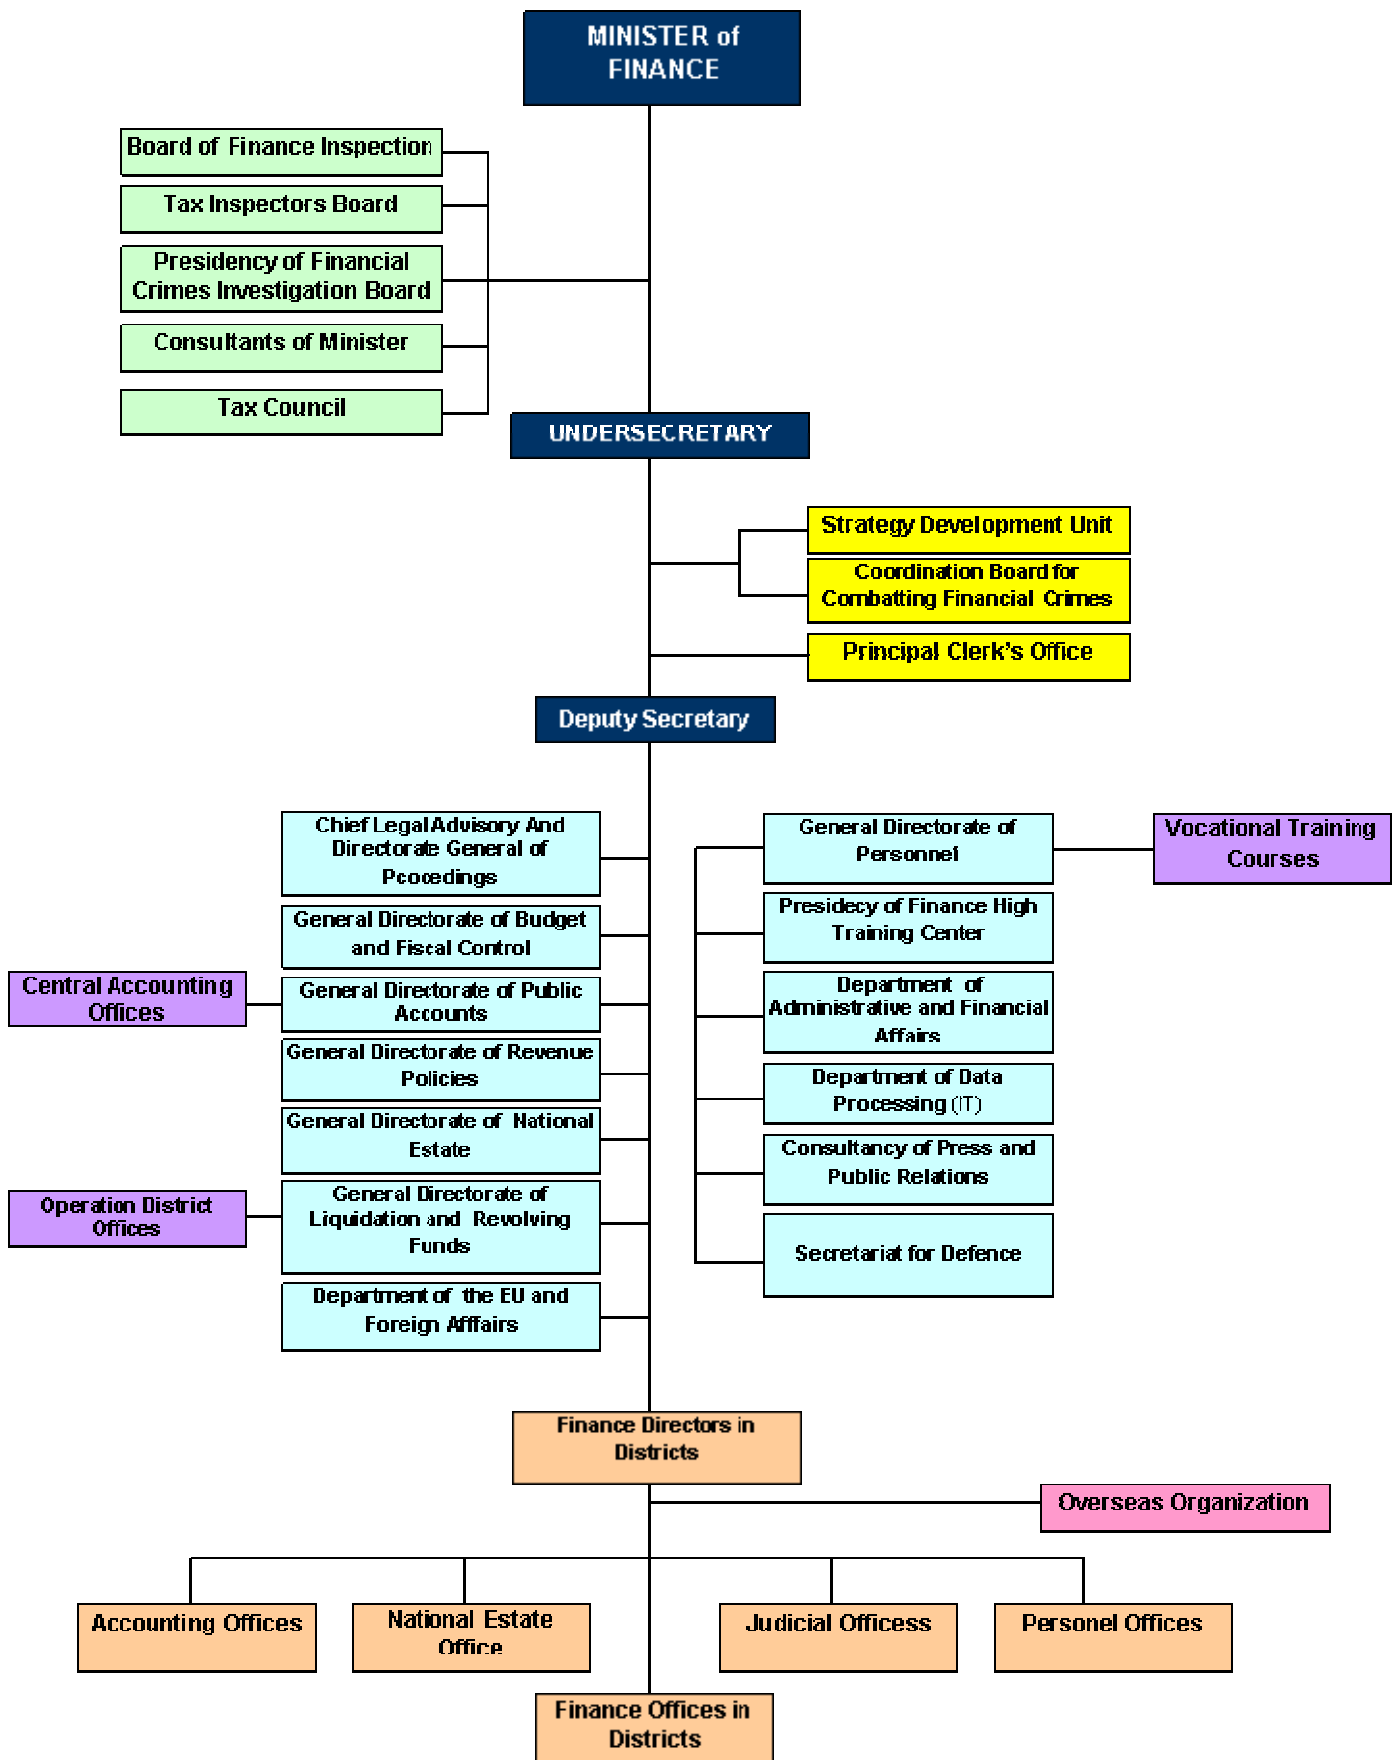 MINISTER of
FINANCE
Board of Finance Inspection
Tax Inspectors Board
Presidency of Financial
Crimes Investigation Board
Consultants of Minister
Tax Council
UNDERSECRETARY
Strategy Development Unit
Coordination Board for
Combatting Financial Crimes
Principal Clerk's Office
Deputy Secretary
Chief Legal Advisory And
Directorate General of
Pcocedings
General Directorate of Budget
and Fiscal Control
Central Accounting
Offices
General Directorate of Public
Accounts
General Directorate of Revenue
Policies
General Directorate of National
Estate
Operation District
Offices
General Directorate of
Liquidation and Revolving
Funds
Department of the EU and
Foreign Afffairs
General Directorate of
Personnel
Vocational Training
Courses
Presidecy of Finance High
Training Center
Department of
Administrative and Financial
Affairs
Department of Data
Processing (IT)
Consultancy of Press and
Public Relations
Secretariat for Defence
Finance Directors in
Districts
Overseas Organization
Accounting Offices
National Estate
Office
Judicial Officess
Personel Offices
Finance Offices in
Districts